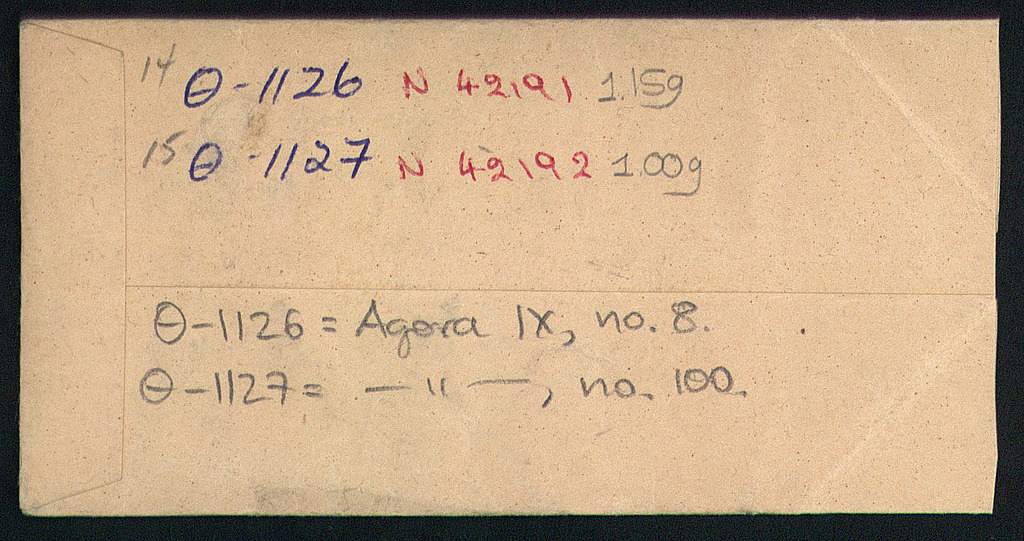 14 Θ-1126 N 42191 1.15g
15 Θ-1127 N 42192 1.00g
Θ-1126 = Agora IX, no. 8.
Θ-1127 = — " —, no. 100.